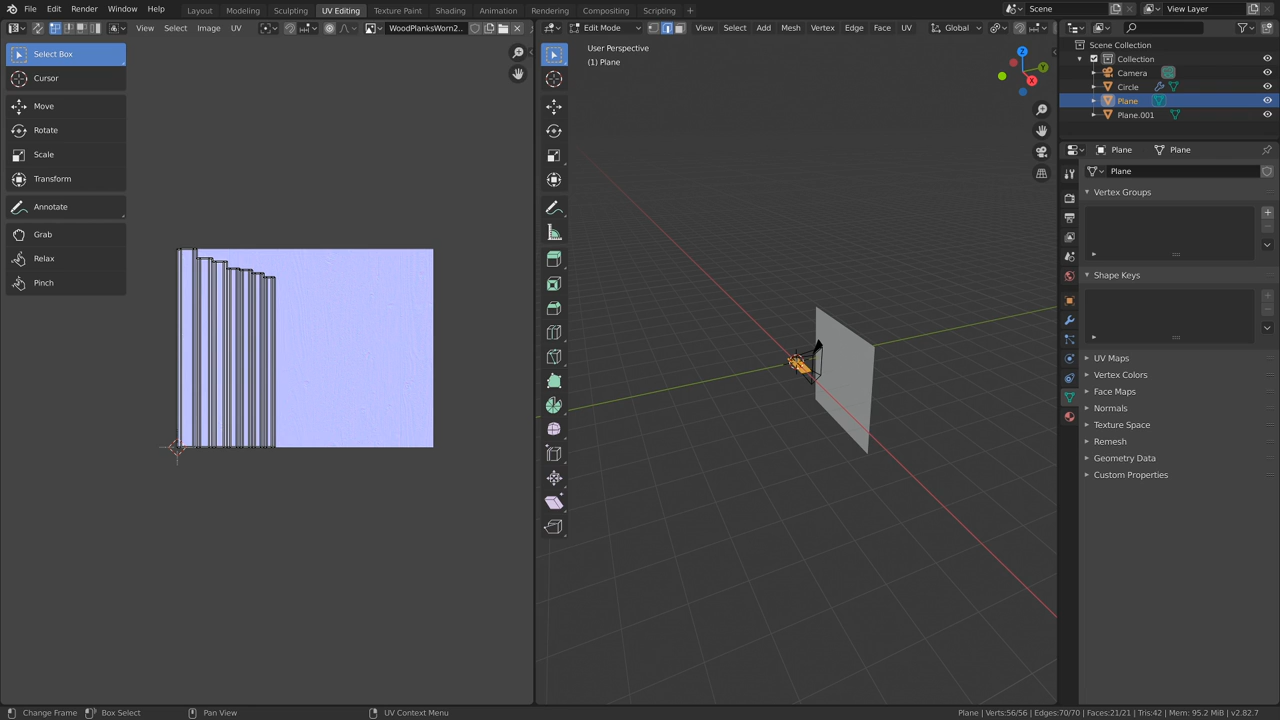 File Edit Render Window Help Layout Modeling Sculpting UV Editing Texture Paint Shading Animation Rendering Compositing Scripting + Scene View Layer
View Select Image UV WoodPlanksWorn2... Edit Mode View Select Add Mesh Vertex Edge Face UV Global
Select Box
Cursor
Move
Rotate
Scale
Transform
Annotate
Grab
Relax
Pinch
User Perspective
(1) Plane
Z
Y
X
Scene Collection
Collection
Camera
Circle
Plane
Plane.001
Plane Plane
Plane
Vertex Groups
Shape Keys
UV Maps
Vertex Colors
Face Maps
Normals
Texture Space
Remesh
Geometry Data
Custom Properties
Change Frame Box Select Pan View UV Context Menu Plane | Verts:56/56 | Edges:70/70 | Faces:21/21 | Tris:42 | Mem: 95.2 MiB | v2.82.7